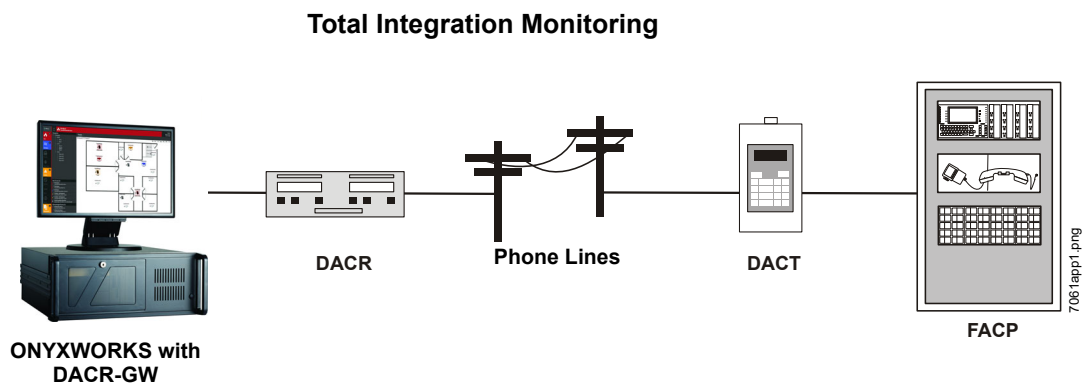 Total Integration Monitoring
DACR
Phone Lines
DACT
FACP
ONYXWORKS with
DACR-GW
7061app1.png